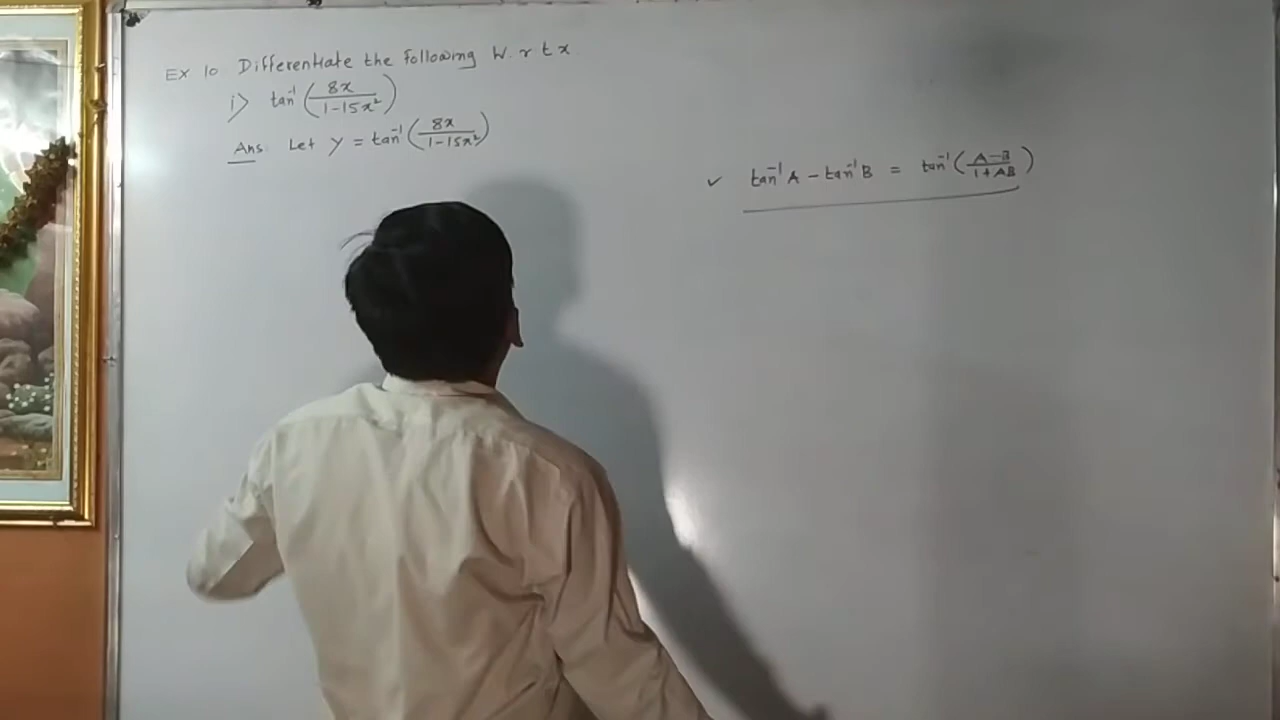 Ex 10 Differentiate the following W.r t x
i> tan⁻¹(8x/1-15x²)
Ans: Let y = tan⁻¹(8x/1-15x²)
✓ tan⁻¹A - tan⁻¹B = tan⁻¹(A-B/1+AB)